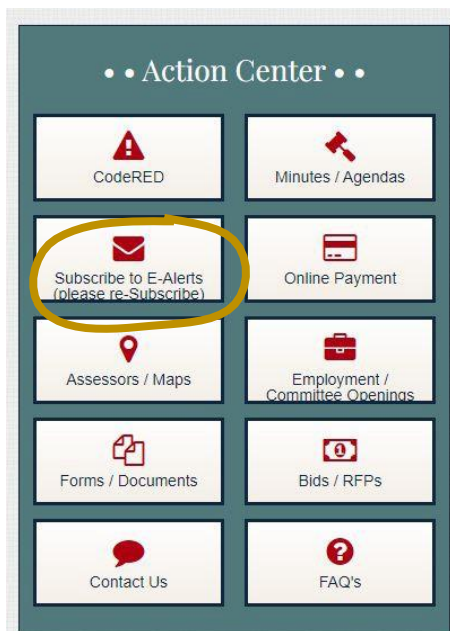 • • Action Center • •
CodeRED
Minutes / Agendas
Subscribe to E-Alerts
(please re-Subscribe)
Online Payment
Assessors / Maps
Employment /
Committee Openings
Forms / Documents
Bids / RFPs
Contact Us
FAQ's